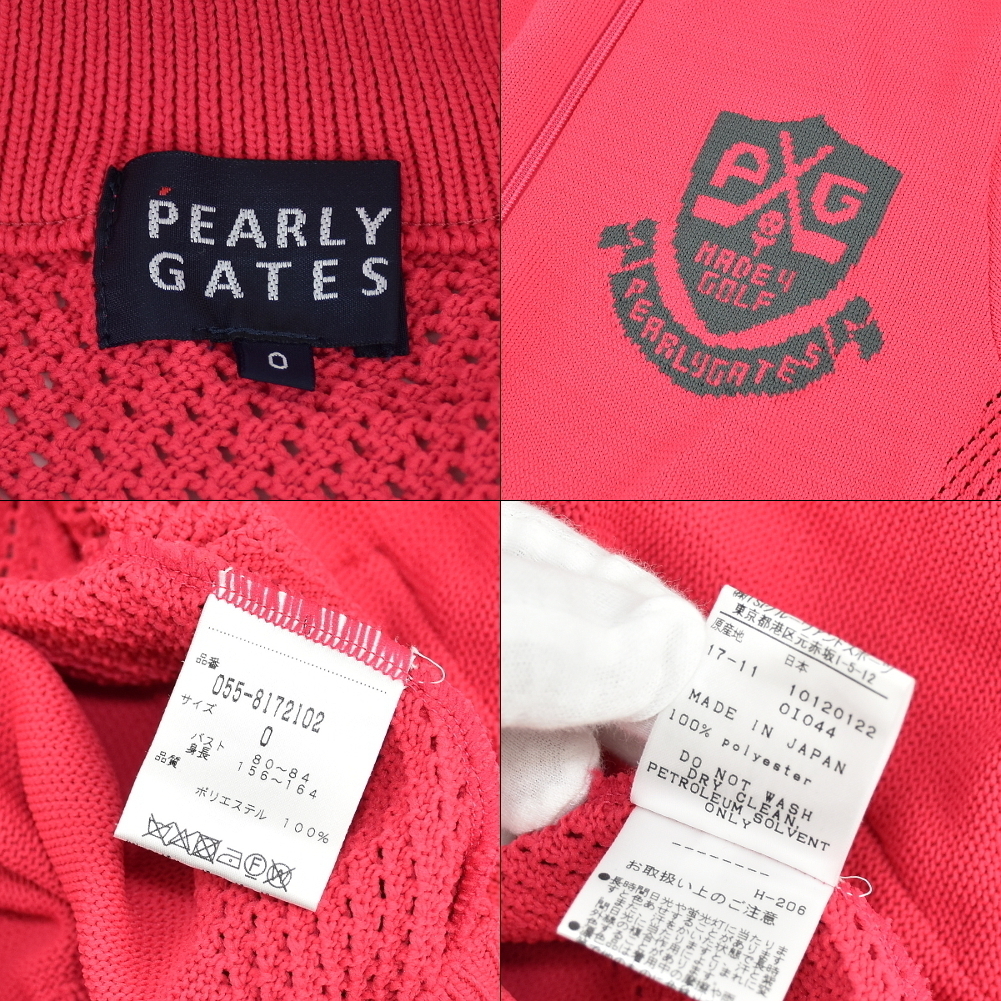 PEARLY
GATES
0
P X G
MADE 4
GOLF
PEARLYGATES
品番
055-8172102
サイズ
0
バスト 80~84
身長 156~164
品質
ポリエステル 100%
東京都港区元赤坂1-5-12
原産地 日本
17-11 10120122
01044
MADE IN JAPAN
100% polyester
DO NOT WASH
DRY CLEAN,
PETROLEUM SOLVENT
ONLY
--------
H-206
お取扱い上のご注意